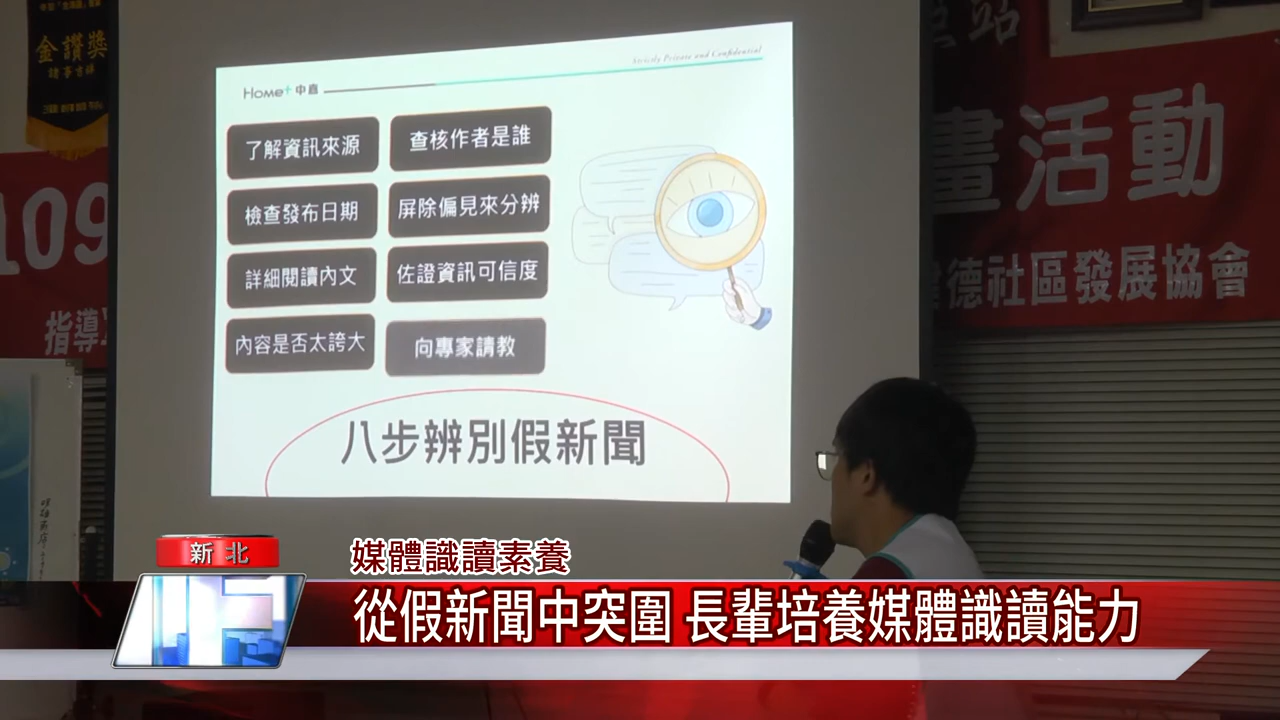 金讚獎
Strictly Private and Confidential
Home+中嘉
了解資訊來源
查核作者是誰
檢查發布日期
屏除偏見來分辨
詳細閱讀內文
佐證資訊可信度
內容是否太誇大
向專家請教
八步辨別假新聞
109
指導
站
畫活動
德社區發展協會
新北
媒體識讀素養
從假新聞中突圍 長輩培養媒體識讀能力